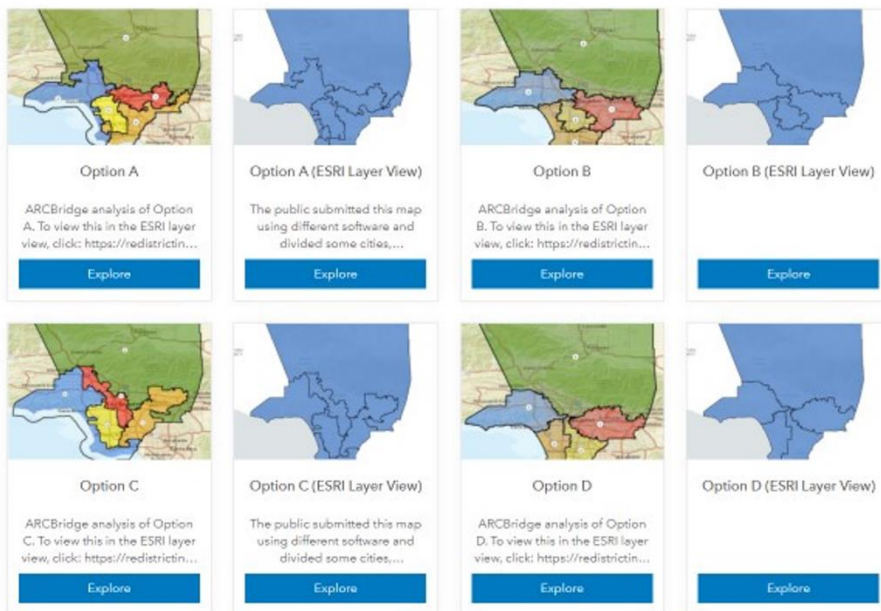 Option A
ARCBridge analysis of Option
A. To view this in the ESRI layer
view, click: https://redistrictin...
Explore
Option A (ESRI Layer View)
The public submitted this map
using different software and
divided some cities,...
Explore
Option B
ARCBridge analysis of Option
B. To view this in the ESRI layer
view, click: https://redistrictin...
Explore
Option B (ESRI Layer View)
Explore
Option C
ARCBridge analysis of Option
C. To view this in the ESRI layer
view, click: https://redistrictin...
Explore
Option C (ESRI Layer View)
The public submitted this map
using different software and
divided some cities,...
Explore
Option D
ARCBridge analysis of Option
D. To view this in the ESRI layer
view, click: https://redistrictin...
Explore
Option D (ESRI Layer View)
Explore